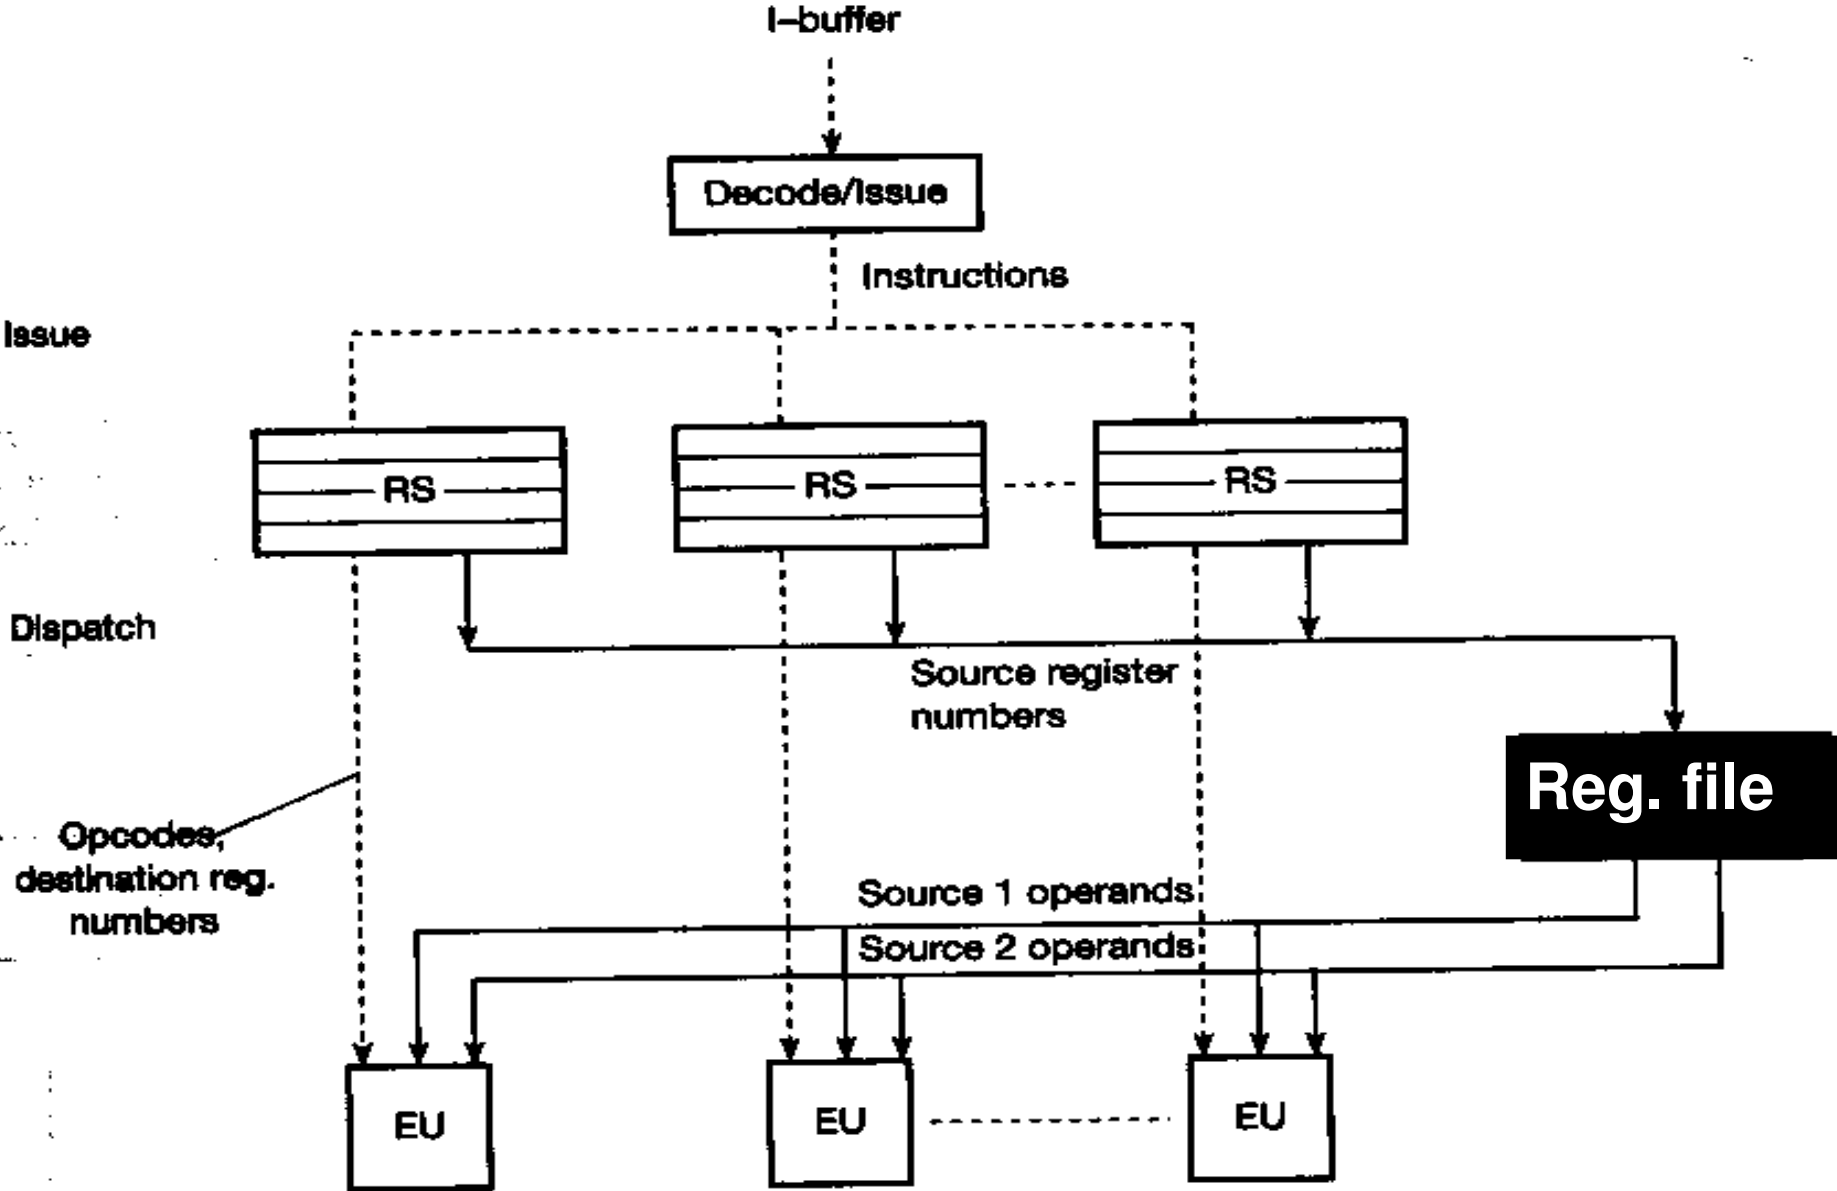 I-buffer
Decode/Issue
Instructions
Issue
RS
RS
RS
Dispatch
Source register
numbers
Reg. file
Opcodes,
destination reg.
numbers
Source 1 operands
Source 2 operands
EU
EU
EU